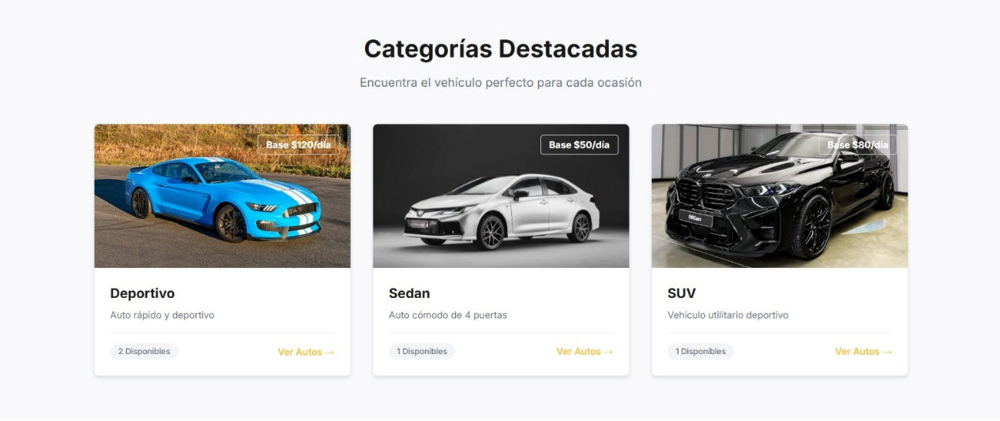 Categorías Destacadas
Encuentra el vehículo perfecto para cada ocasión
Base $120/día
Deportivo
Auto rápido y deportivo
2 Disponibles
Ver Autos →
Base $50/día
Sedan
Auto cómodo de 4 puertas
1 Disponibles
Ver Autos →
Base $80/día
SUV
Vehículo utilitario deportivo
1 Disponibles
Ver Autos →